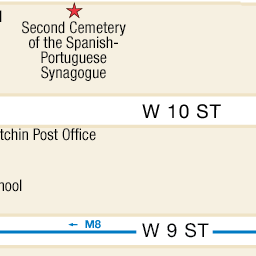 Second Cemetery
of the Spanish-
Portuguese
Synagogue
W 10 ST
tchin Post Office
hool
M8
W 9 ST